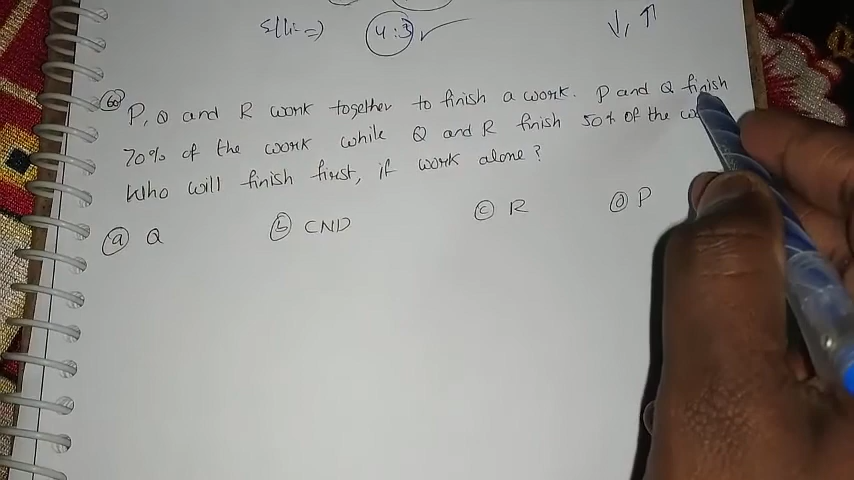 4:3
60 P, Q and R work together to finish a work. P and Q finish
70% of the work while Q and R finish 50% of the
Who will finish first, if work alone?
(a) Q (b) CND (c) R (d) P